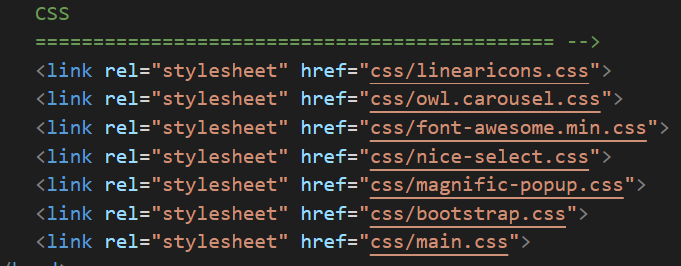 CSS
============================================= -->
<link rel="stylesheet" href="css/linearicons.css">
<link rel="stylesheet" href="css/owl.carousel.css">
<link rel="stylesheet" href="css/font-awesome.min.css">
<link rel="stylesheet" href="css/nice-select.css">
<link rel="stylesheet" href="css/magnific-popup.css">
<link rel="stylesheet" href="css/bootstrap.css">
<link rel="stylesheet" href="css/main.css">